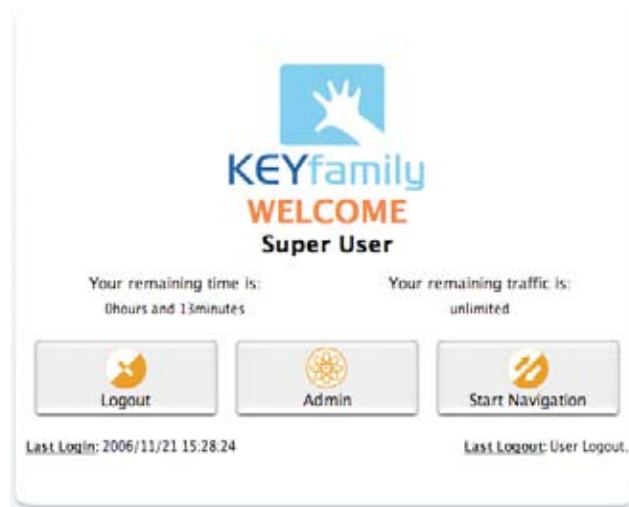 KEYfamily
WELCOME
Super User
Your remaining time is:
0hours and 13minutes
Your remaining traffic is:
unlimited
Logout
Admin
Start Navigation
Last Login: 2006/11/21 15:28.24
Last Logout: User Logout.